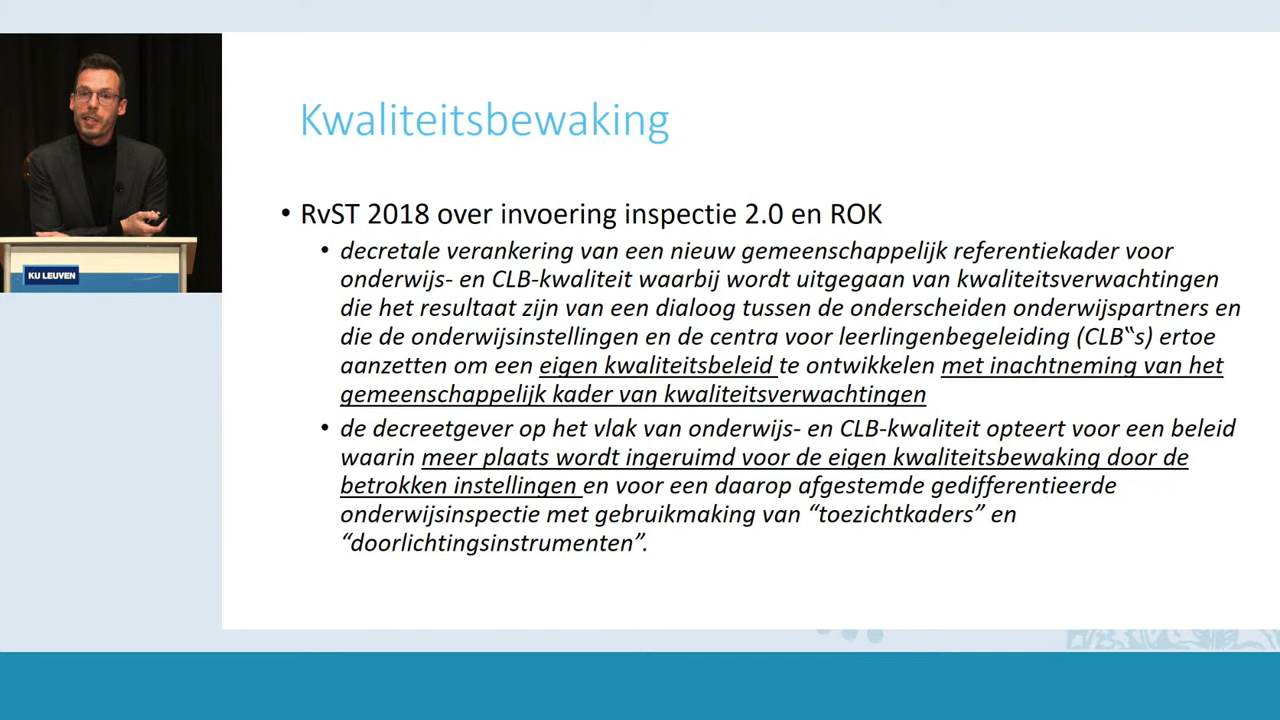 Kwaliteitsbewaking
KU LEUVEN
• RvST 2018 over invoering inspectie 2.0 en ROK
• decretale verankering van een nieuw gemeenschappelijk referentiekader voor
onderwijs- en CLB-kwaliteit waarbij wordt uitgegaan van kwaliteitsverwachtingen
die het resultaat zijn van een dialoog tussen de onderscheiden onderwijspartners en
die de onderwijsinstellingen en de centra voor leerlingenbegeleiding (CLB‟s) ertoe
aanzetten om een eigen kwaliteitsbeleid te ontwikkelen met inachtneming van het
gemeenschappelijk kader van kwaliteitsverwachtingen
• de decreetgever op het vlak van onderwijs- en CLB-kwaliteit opteert voor een beleid
waarin meer plaats wordt ingeruimd voor de eigen kwaliteitsbewaking door de
betrokken instellingen en voor een daarop afgestemde gedifferentieerde
onderwijsinspectie met gebruikmaking van “toezichtkaders” en
“doorlichtingsinstrumenten”.